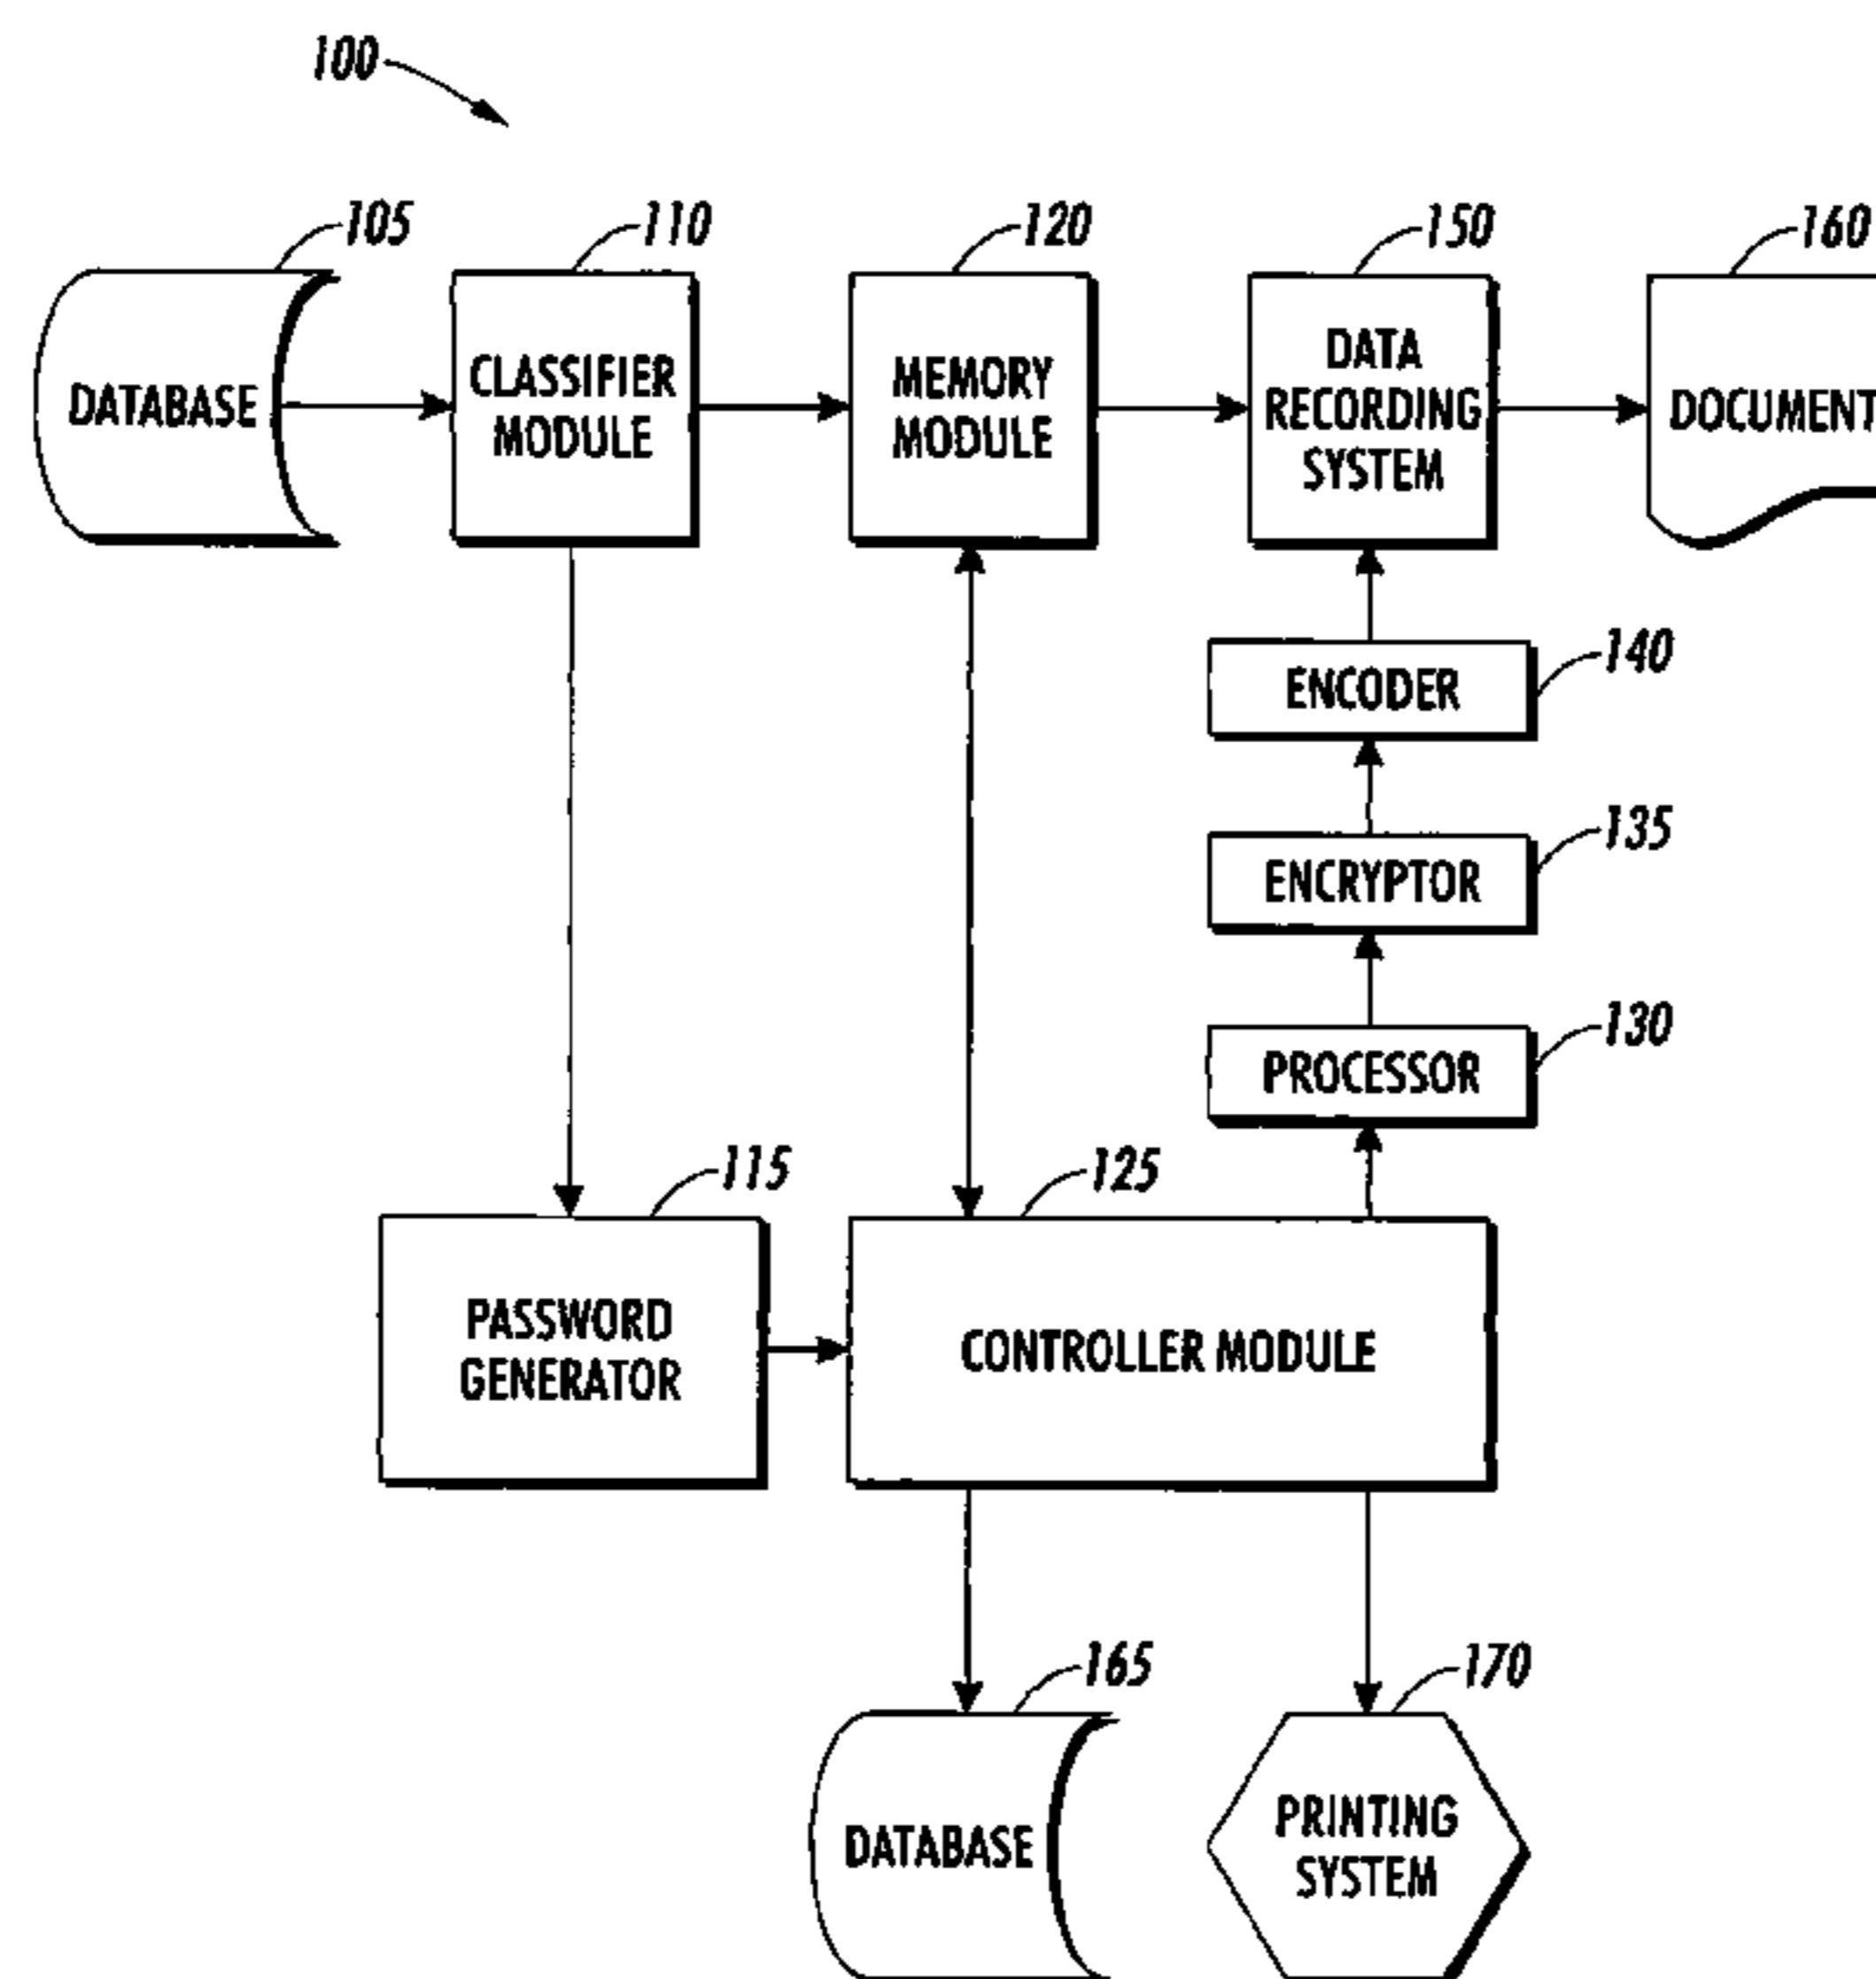 100
105
110
120
150
160
DATABASE
CLASSIFIER
MODULE
MEMORY
MODULE
DATA
RECORDING
SYSTEM
DOCUMENT
140
ENCODER
135
ENCRYPTOR
130
PROCESSOR
115
125
PASSWORD
GENERATOR
CONTROLLER MODULE
165
170
DATABASE
PRINTING
SYSTEM